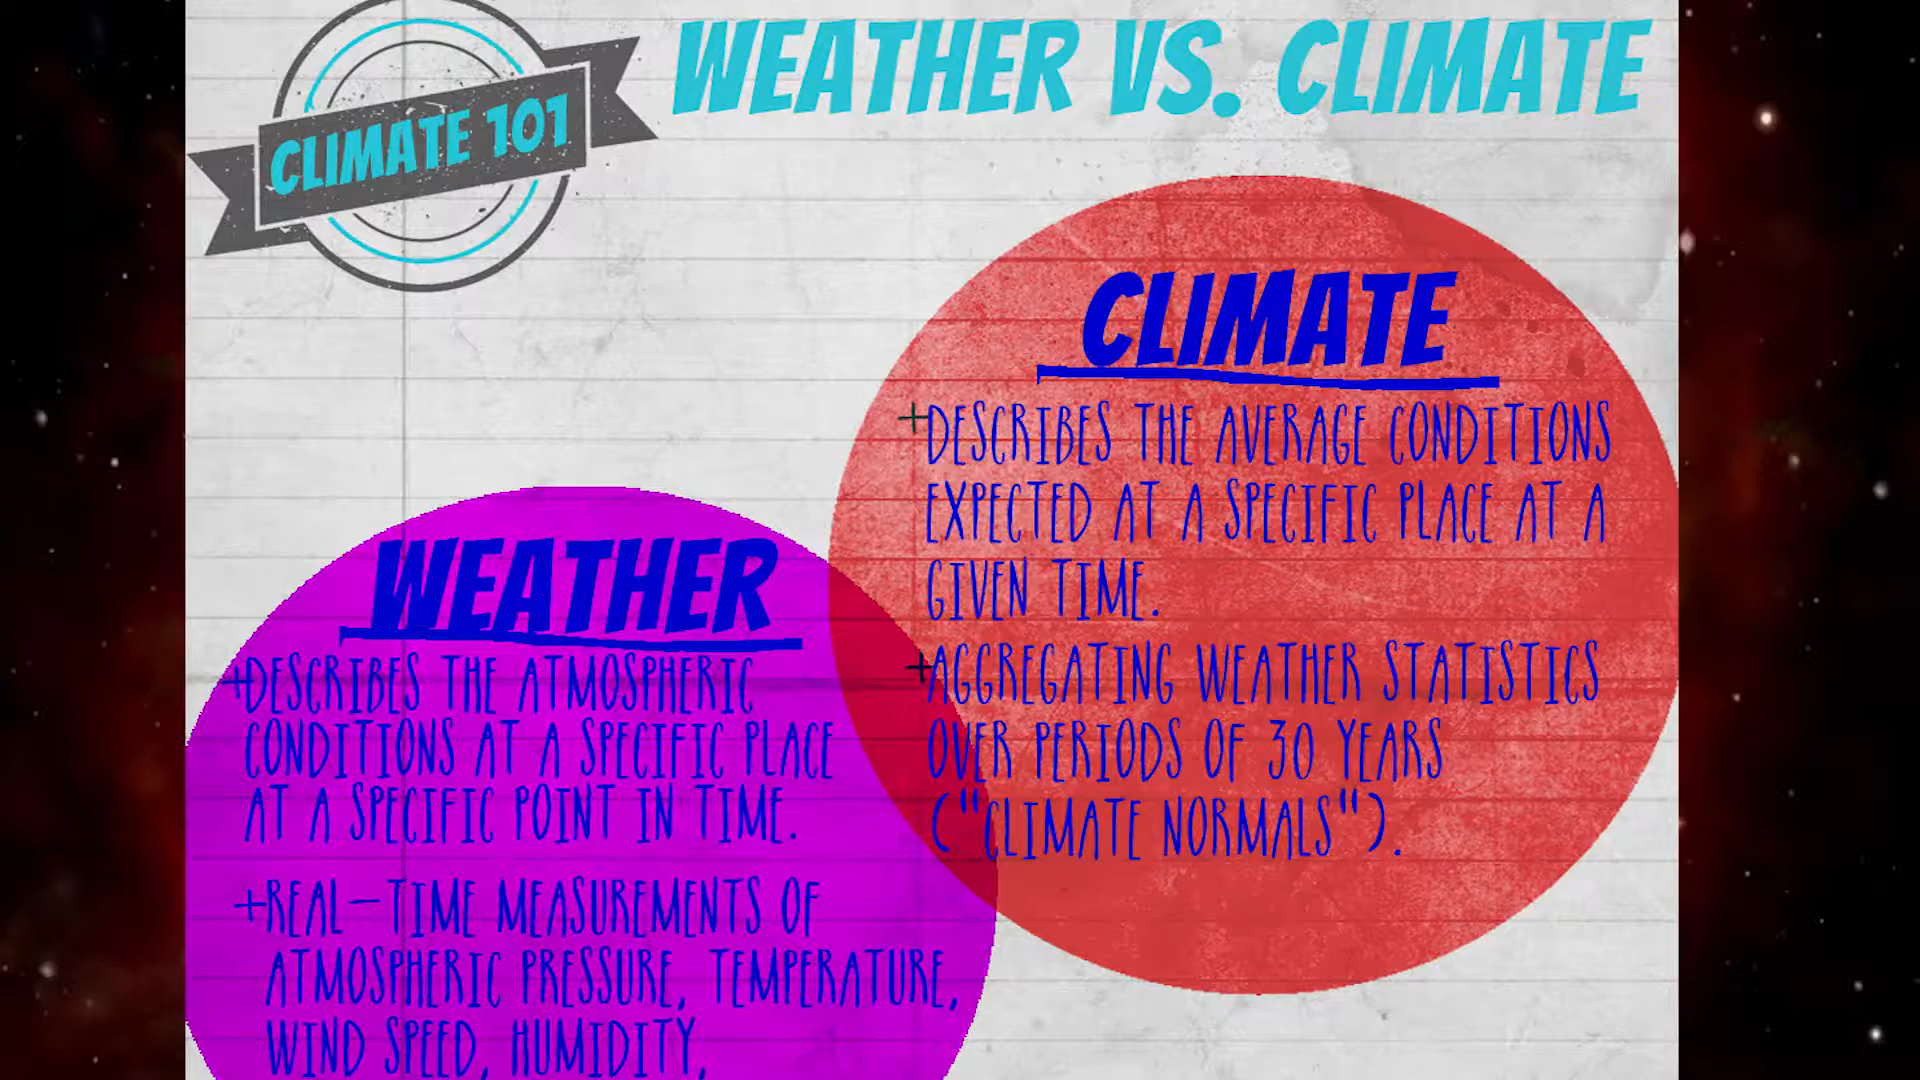 CLIMATE 101
WEATHER VS. CLIMATE
CLIMATE
+DESCRIBES THE AVERAGE CONDITIONS
EXPECTED AT A SPECIFIC PLACE AT A
GIVEN TIME.
+AGGREGATING WEATHER STATISTICS
OVER PERIODS OF 30 YEARS
("CLIMATE NORMALS").
WEATHER
+DESCRIBES THE ATMOSPHERIC
CONDITIONS AT A SPECIFIC PLACE
AT A SPECIFIC POINT IN TIME.
+REAL-TIME MEASUREMENTS OF
ATMOSPHERIC PRESSURE, TEMPERATURE,
WIND SPEED, HUMIDITY,